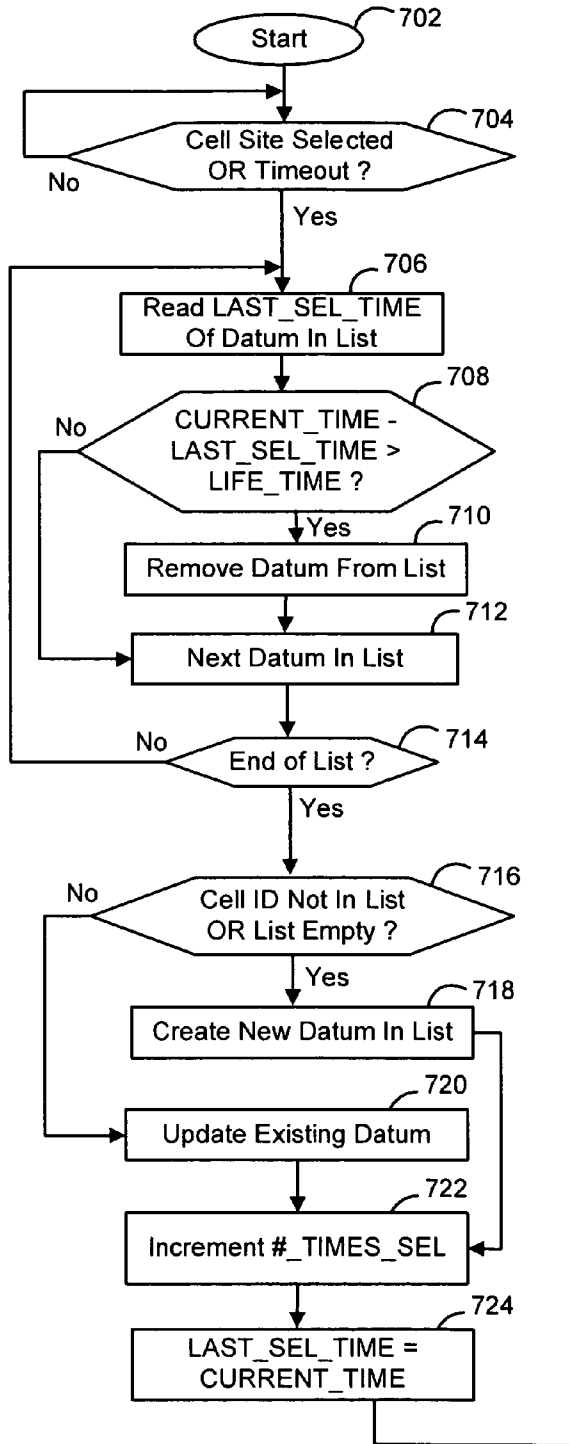 702
Start
704
Cell Site Selected
OR Timeout ?
No
Yes
706
Read LAST_SEL_TIME
Of Datum In List
708
No
CURRENT_TIME -
LAST_SEL_TIME >
LIFE_TIME ?
Yes
710
Remove Datum From List
712
Next Datum In List
No
714
End of List ?
Yes
716
No
Cell ID Not In List
OR List Empty ?
Yes
718
Create New Datum In List
720
Update Existing Datum
722
Increment #_TIMES_SEL
724
LAST_SEL_TIME =
CURRENT_TIME